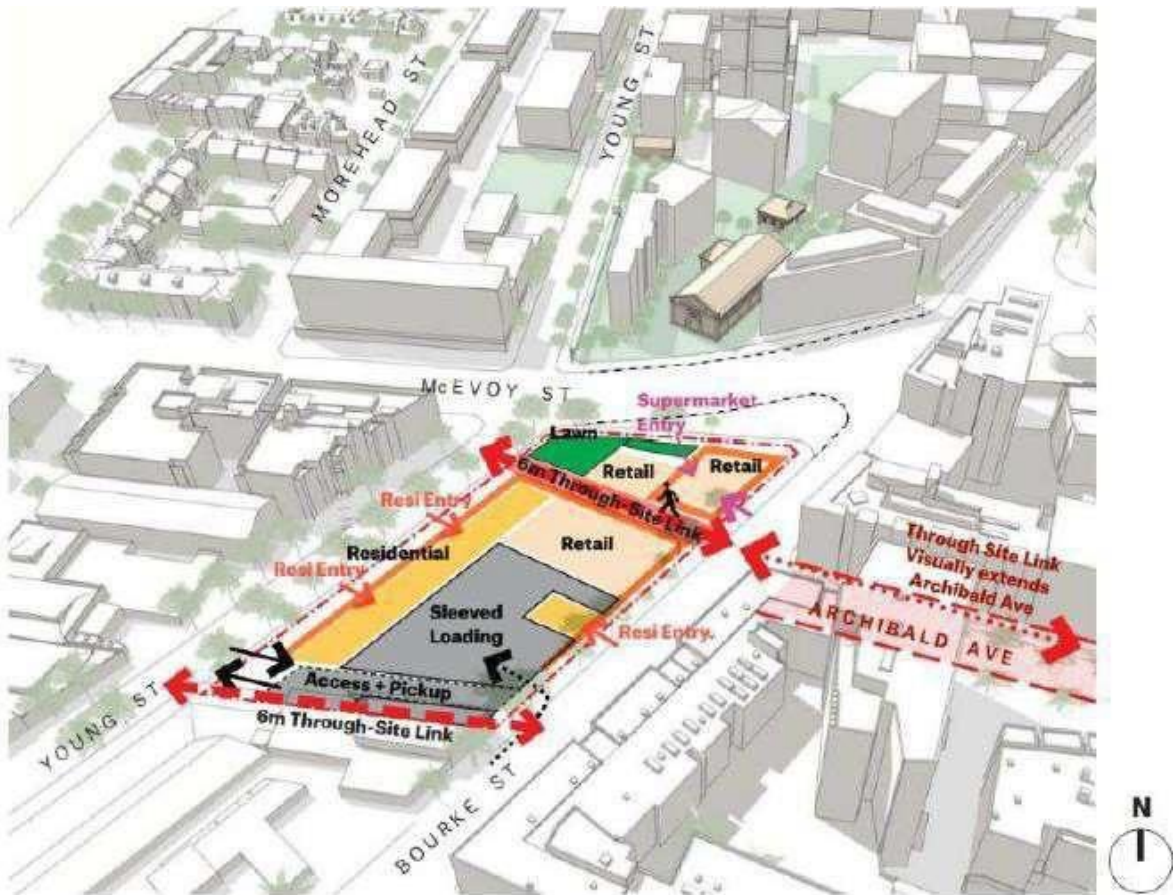 MOREHEAD ST
YOUNG ST
McEVOY ST
Supermarket
Entry
Lawn
Retail
Retail
6m Through-Site Link
Resi Entry
Residential
Retail
Resi Entry
Sleeved
Loading
Resi Entry.
Through Site Link
Visually extends
Archibald Ave
ARCHIBALD AVE
Access + Pickup
6m Through-Site Link
YOUNG ST
BOURKE ST
N